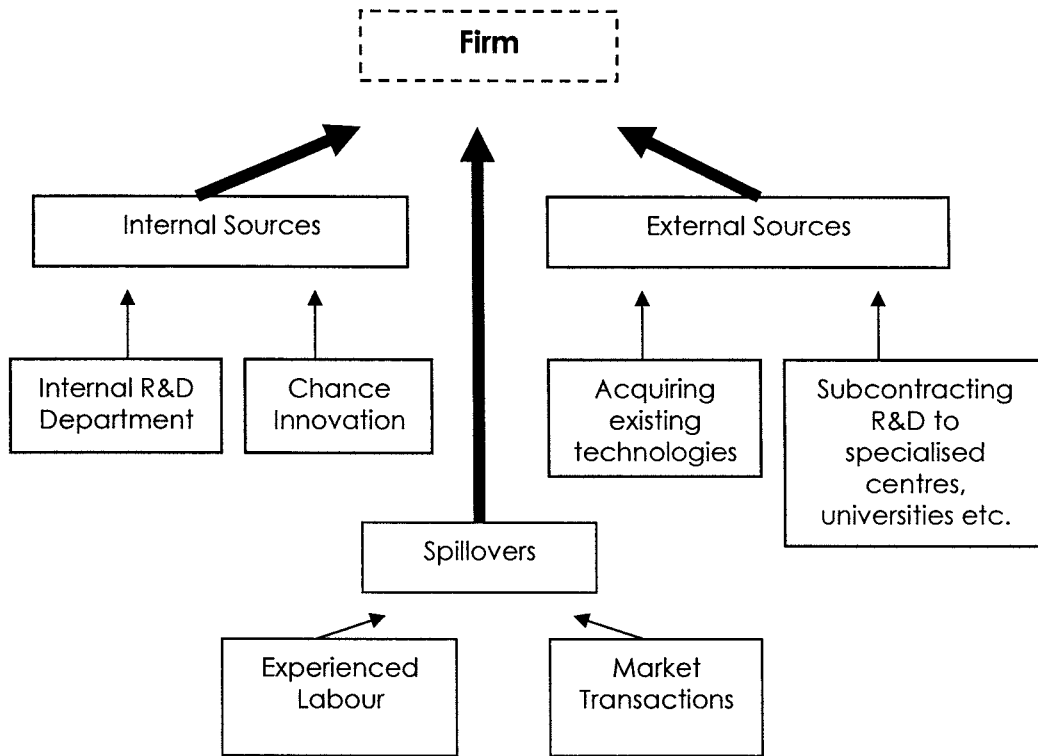 Firm
Internal Sources
External Sources
Internal R&D
Department
Chance
Innovation
Acquiring
existing
technologies
Subcontracting
R&D to
specialised
centres,
universities etc.
Spillovers
Experienced
Labour
Market
Transactions